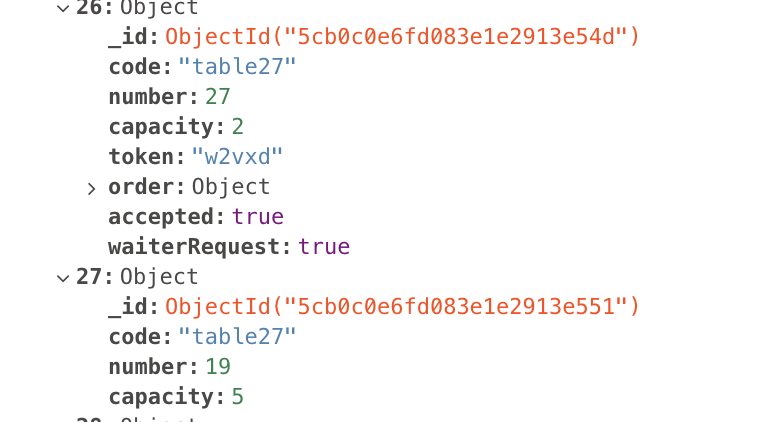 26: Object
_id: ObjectId("5cb0c0e6fd083e1e2913e54d")
code: "table27"
number: 27
capacity: 2
token: "w2vxd"
order: Object
accepted: true
waiterRequest: true
27: Object
_id: ObjectId("5cb0c0e6fd083e1e2913e551")
code: "table27"
number: 19
capacity: 5